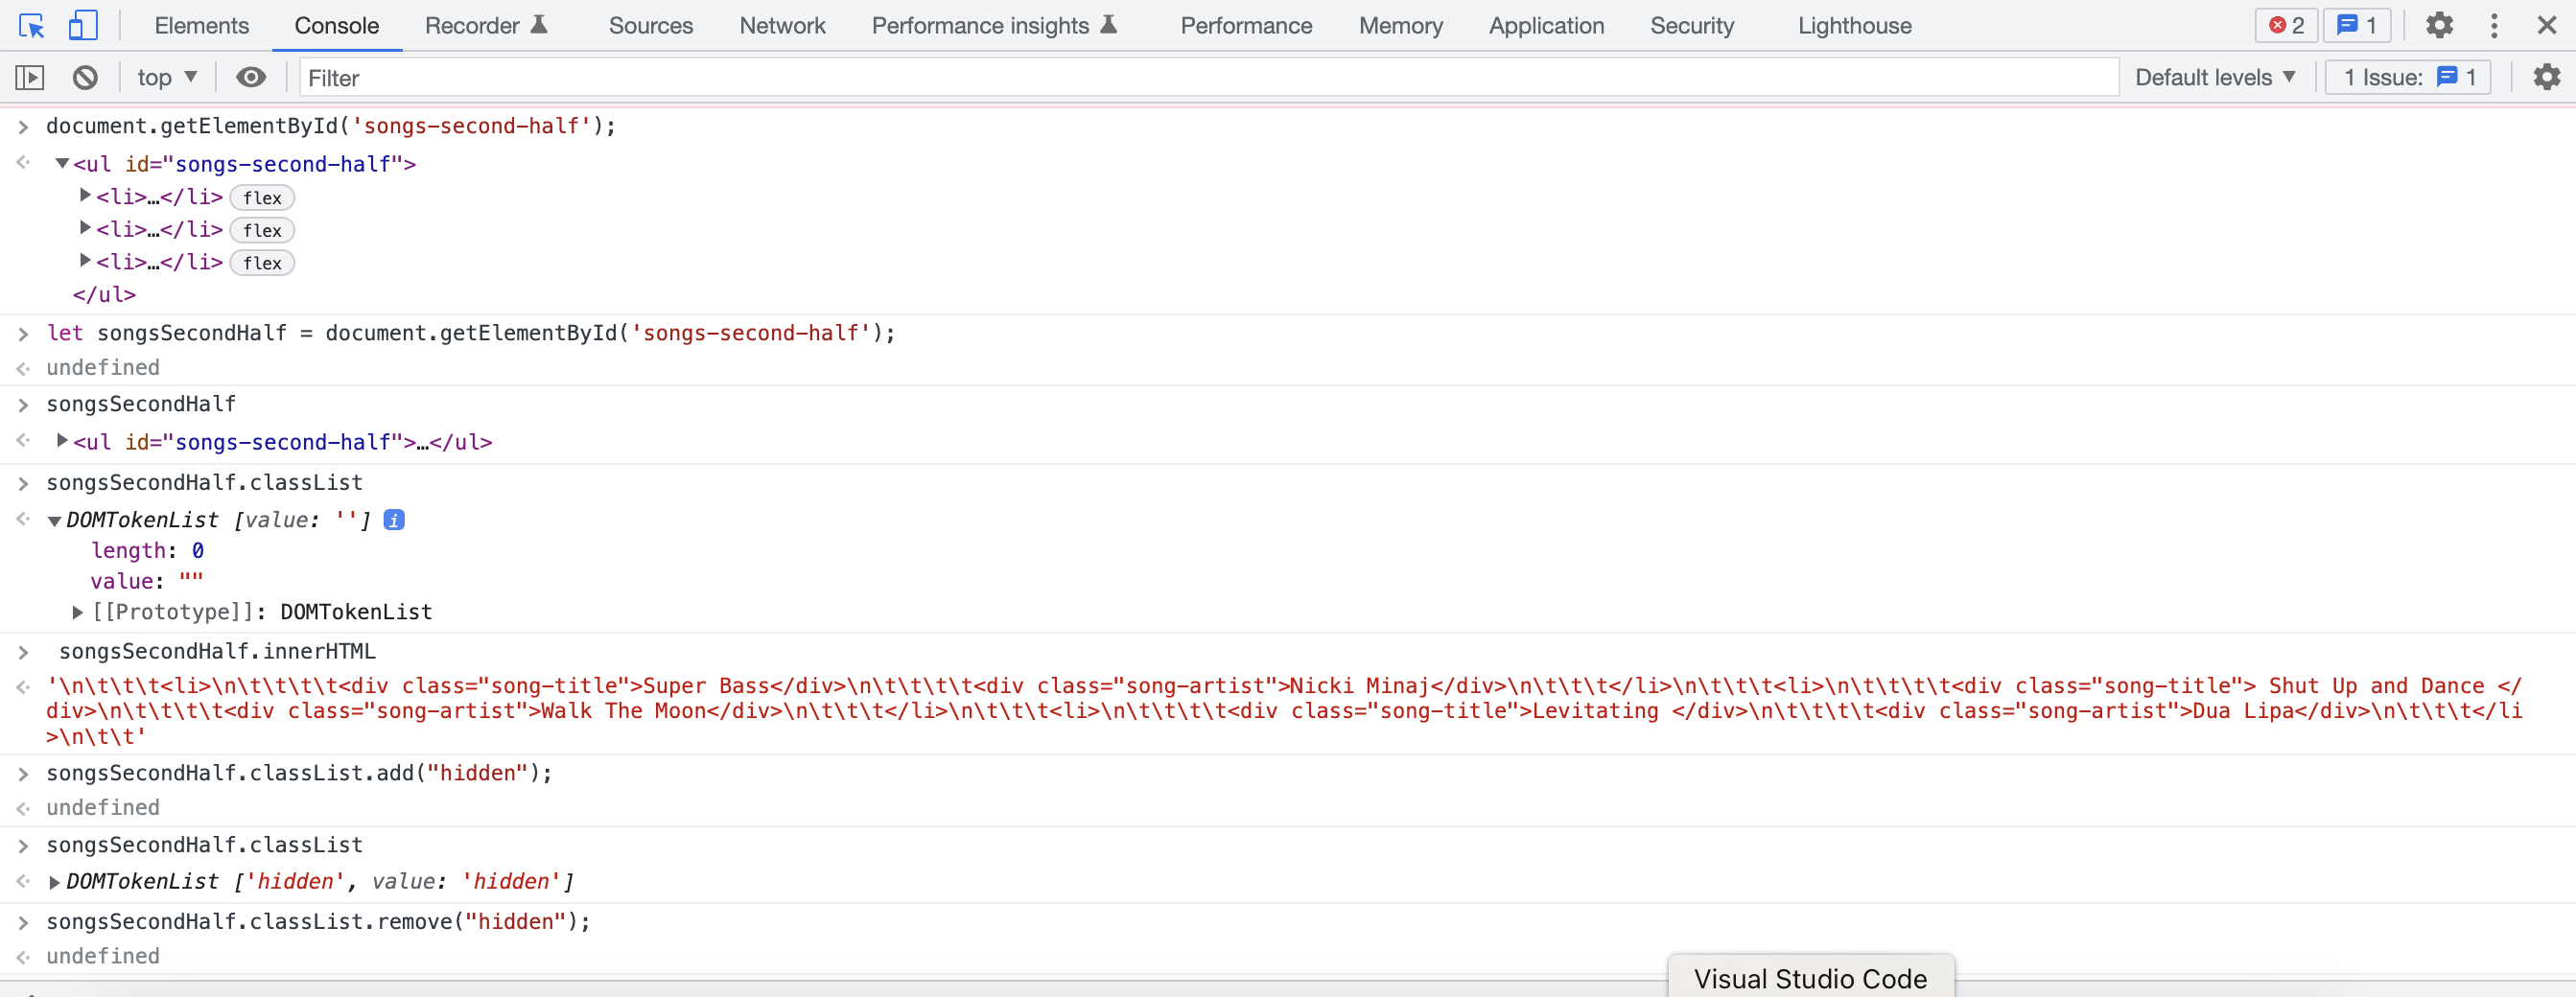 Elements Console Recorder Sources Network Performance insights Performance Memory Application Security Lighthouse 2 1
top Filter Default levels 1 Issue: 1
document.getElementById('songs-second-half');
<ul id="songs-second-half">
<li>…</li> flex
<li>…</li> flex
<li>…</li> flex
</ul>
let songsSecondHalf = document.getElementById('songs-second-half');
undefined
songsSecondHalf
<ul id="songs-second-half">…</ul>
songsSecondHalf.classList
DOMTokenList [value: ''] i
length: 0
value: ""
[[Prototype]]: DOMTokenList
songsSecondHalf.innerHTML
'\n\t\t\t<li>\n\t\t\t\t<div class="song-title">Super Bass</div>\n\t\t\t\t<div class="song-artist">Nicki Minaj</div>\n\t\t\t</li>\n\t\t\t<li>\n\t\t\t\t<div class="song-title"> Shut Up and Dance </
div>\n\t\t\t\t<div class="song-artist">Walk The Moon</div>\n\t\t\t</li>\n\t\t\t<li>\n\t\t\t\t<div class="song-title">Levitating </div>\n\t\t\t\t<div class="song-artist">Dua Lipa</div>\n\t\t\t</li
>\n\t\t'
songsSecondHalf.classList.add("hidden");
undefined
songsSecondHalf.classList
DOMTokenList ['hidden', value: 'hidden']
songsSecondHalf.classList.remove("hidden");
undefined
Visual Studio Code